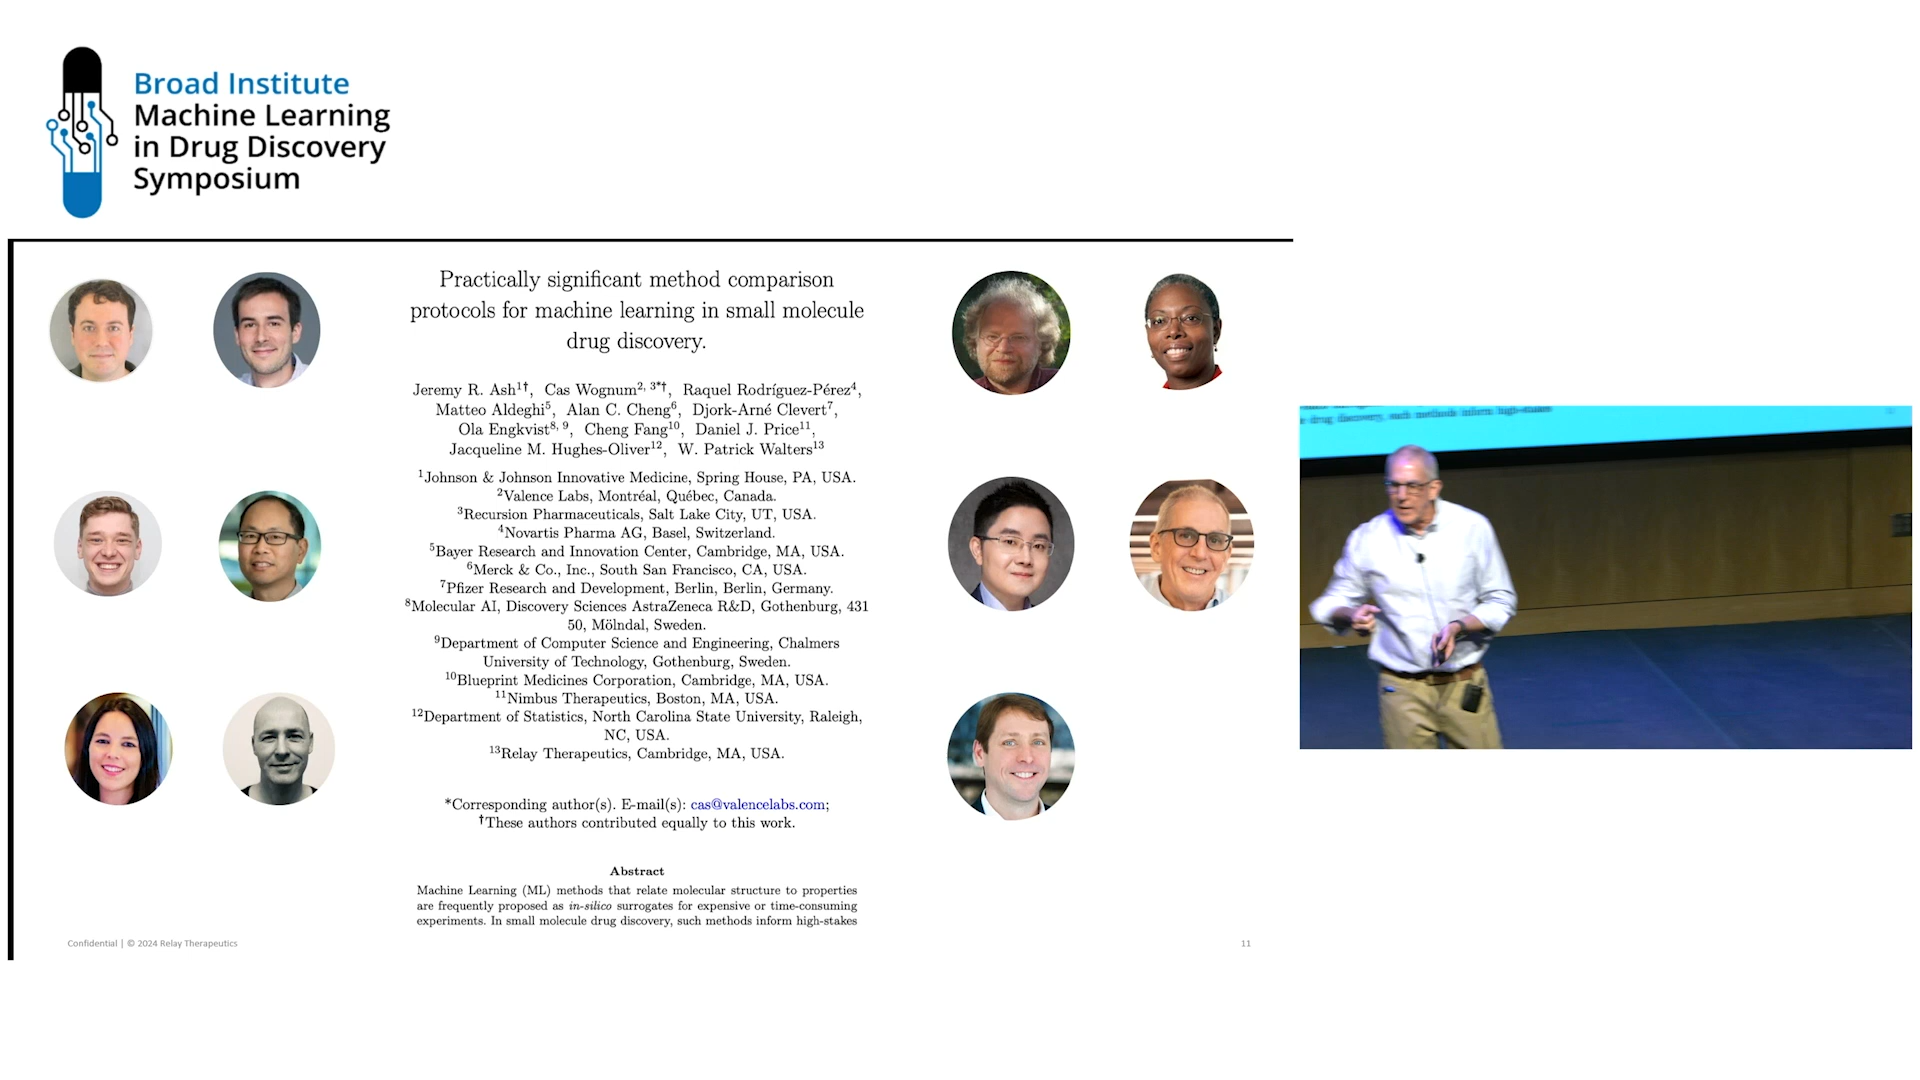 Broad Institute
Machine Learning
in Drug Discovery
Symposium
Practically significant method comparison
protocols for machine learning in small molecule
drug discovery.
Jeremy R. Ash1†, Cas Wognum2, 3*†, Raquel Rodríguez-Pérez4,
Matteo Aldeghi5, Alan C. Cheng6, Djork-Arné Clevert7,
Ola Engkvist8, 9, Cheng Fang10, Daniel J. Price11,
Jacqueline M. Hughes-Oliver12, W. Patrick Walters13
1Johnson & Johnson Innovative Medicine, Spring House, PA, USA.
2Valence Labs, Montréal, Québec, Canada.
3Recursion Pharmaceuticals, Salt Lake City, UT, USA.
4Novartis Pharma AG, Basel, Switzerland.
5Bayer Research and Innovation Center, Cambridge, MA, USA.
6Merck & Co., Inc., South San Francisco, CA, USA.
7Pfizer Research and Development, Berlin, Berlin, Germany.
8Molecular AI, Discovery Sciences AstraZeneca R&D, Gothenburg, 431
50, Mölndal, Sweden.
9Department of Computer Science and Engineering, Chalmers
University of Technology, Gothenburg, Sweden.
10Blueprint Medicines Corporation, Cambridge, MA, USA.
11Nimbus Therapeutics, Boston, MA, USA.
12Department of Statistics, North Carolina State University, Raleigh,
NC, USA.
13Relay Therapeutics, Cambridge, MA, USA.
*Corresponding author(s). E-mail(s): cas@valencelabs.com;
†These authors contributed equally to this work.
Abstract
Machine Learning (ML) methods that relate molecular structure to properties
are frequently proposed as in-silico surrogates for expensive or time-consuming
experiments. In small molecule drug discovery, such methods inform high-stakes
Confidential | © 2024 Relay Therapeutics
11
drug discovery, such methods inform high-stakes